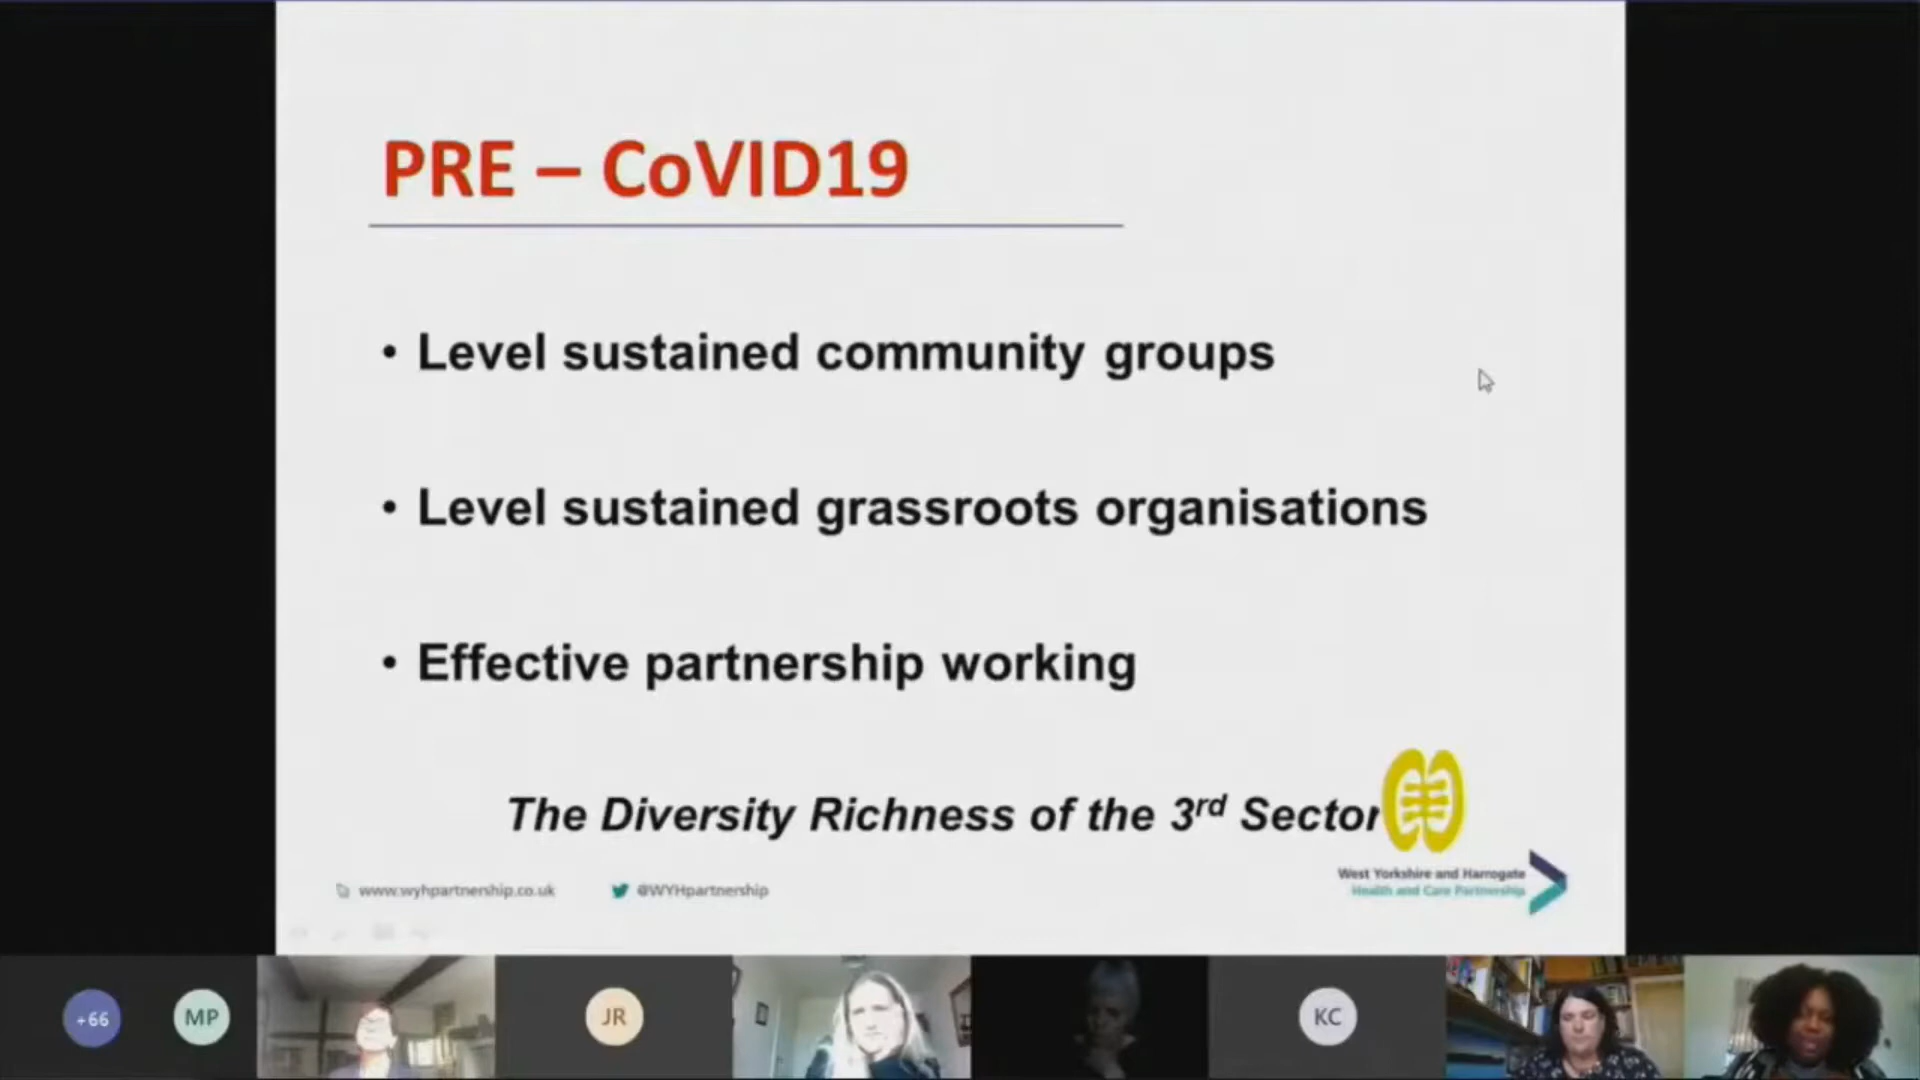 PRE – CoVID19
• Level sustained community groups
• Level sustained grassroots organisations
• Effective partnership working
The Diversity Richness of the 3rd Sector
West Yorkshire and Harrogate
Health and Care Partnership
www.wyhpartnership.co.uk
@WYHpartnership
+66
MP
JR
KC